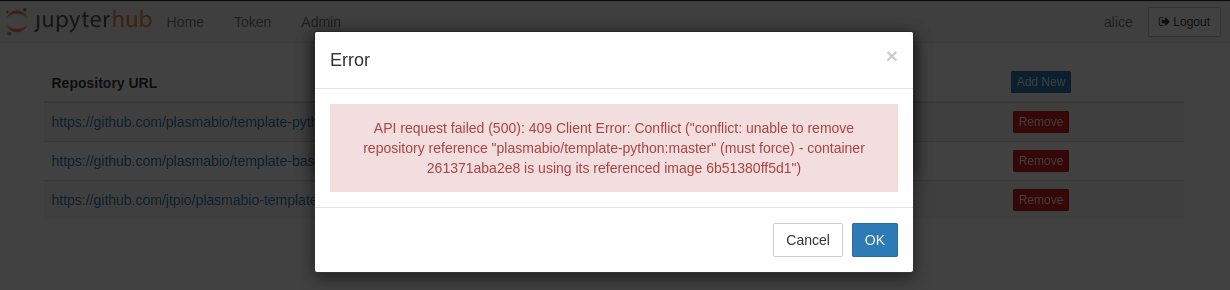 jupyterhub Home Token Admin alice Logout
Error ×
Repository URL Add New
API request failed (500): 409 Client Error: Conflict ("conflict: unable to remove
repository reference "plasmabio/template-python:master" (must force) - container
261371aba2e8 is using its referenced image 6b51380ff5d1")
https://github.com/plasmabio/template-pyth Remove
https://github.com/plasmabio/template-bas Remove
https://github.com/jtpio/plasmabio-template Remove
Cancel OK